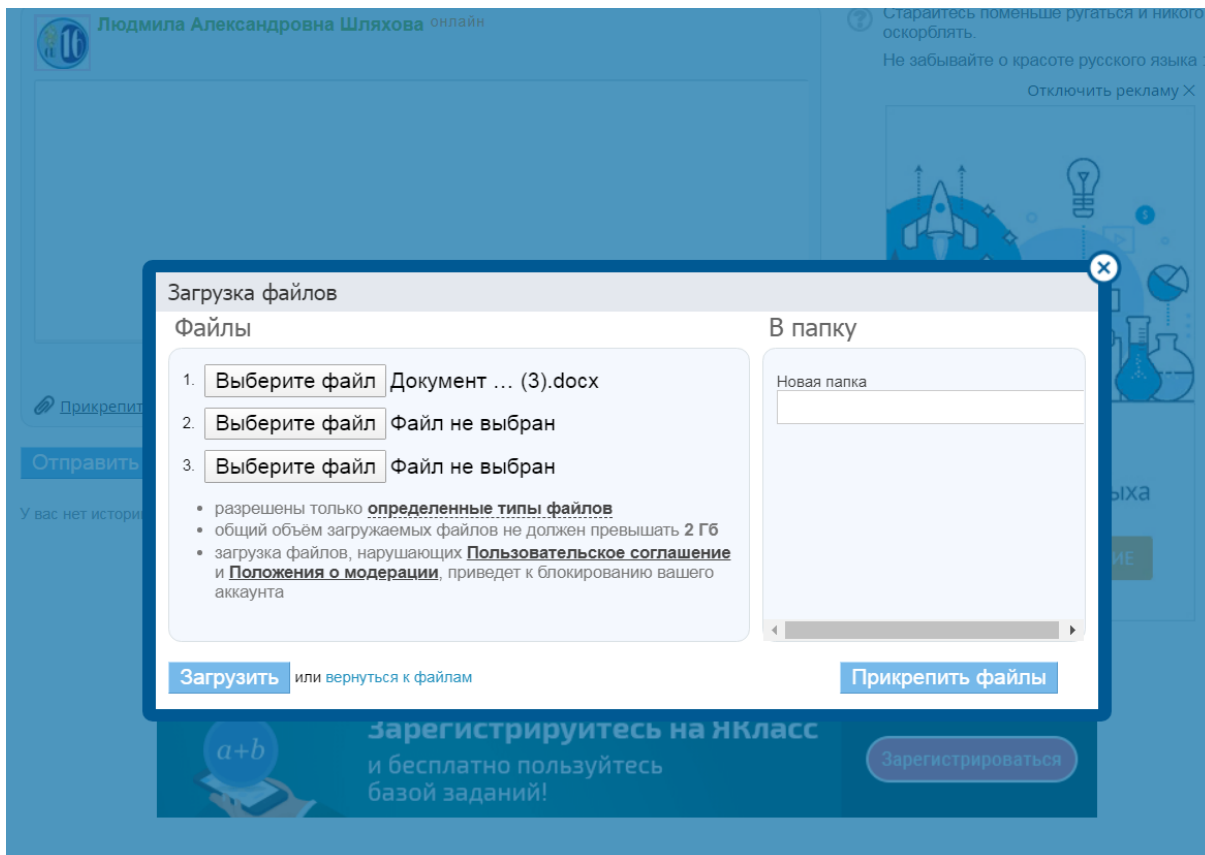 Людмила Александровна Шляхова онлайн
16
Старайтесь поменьше ругаться и никого
оскорблять.
Не забывайте о красоте русского языка :
Отключить рекламу ×
Загрузка файлов
Файлы
1. Выберите файл Документ ... (3).docx
2. Выберите файл Файл не выбран
3. Выберите файл Файл не выбран
• разрешены только определенные типы файлов
• общий объём загружаемых файлов не должен превышать 2 Гб
• загрузка файлов, нарушающих Пользовательское соглашение
и Положения о модерации, приведет к блокированию вашего
аккаунта
В папку
Новая папка
Прикрепит
Отправить
У вас нет истори
ыха
ИЕ
Загрузить или вернуться к файлам
Прикрепить файлы
a+b
Зарегистрируйтесь на ЯКласс
и бесплатно пользуйтесь
базой заданий!
Зарегистрироваться